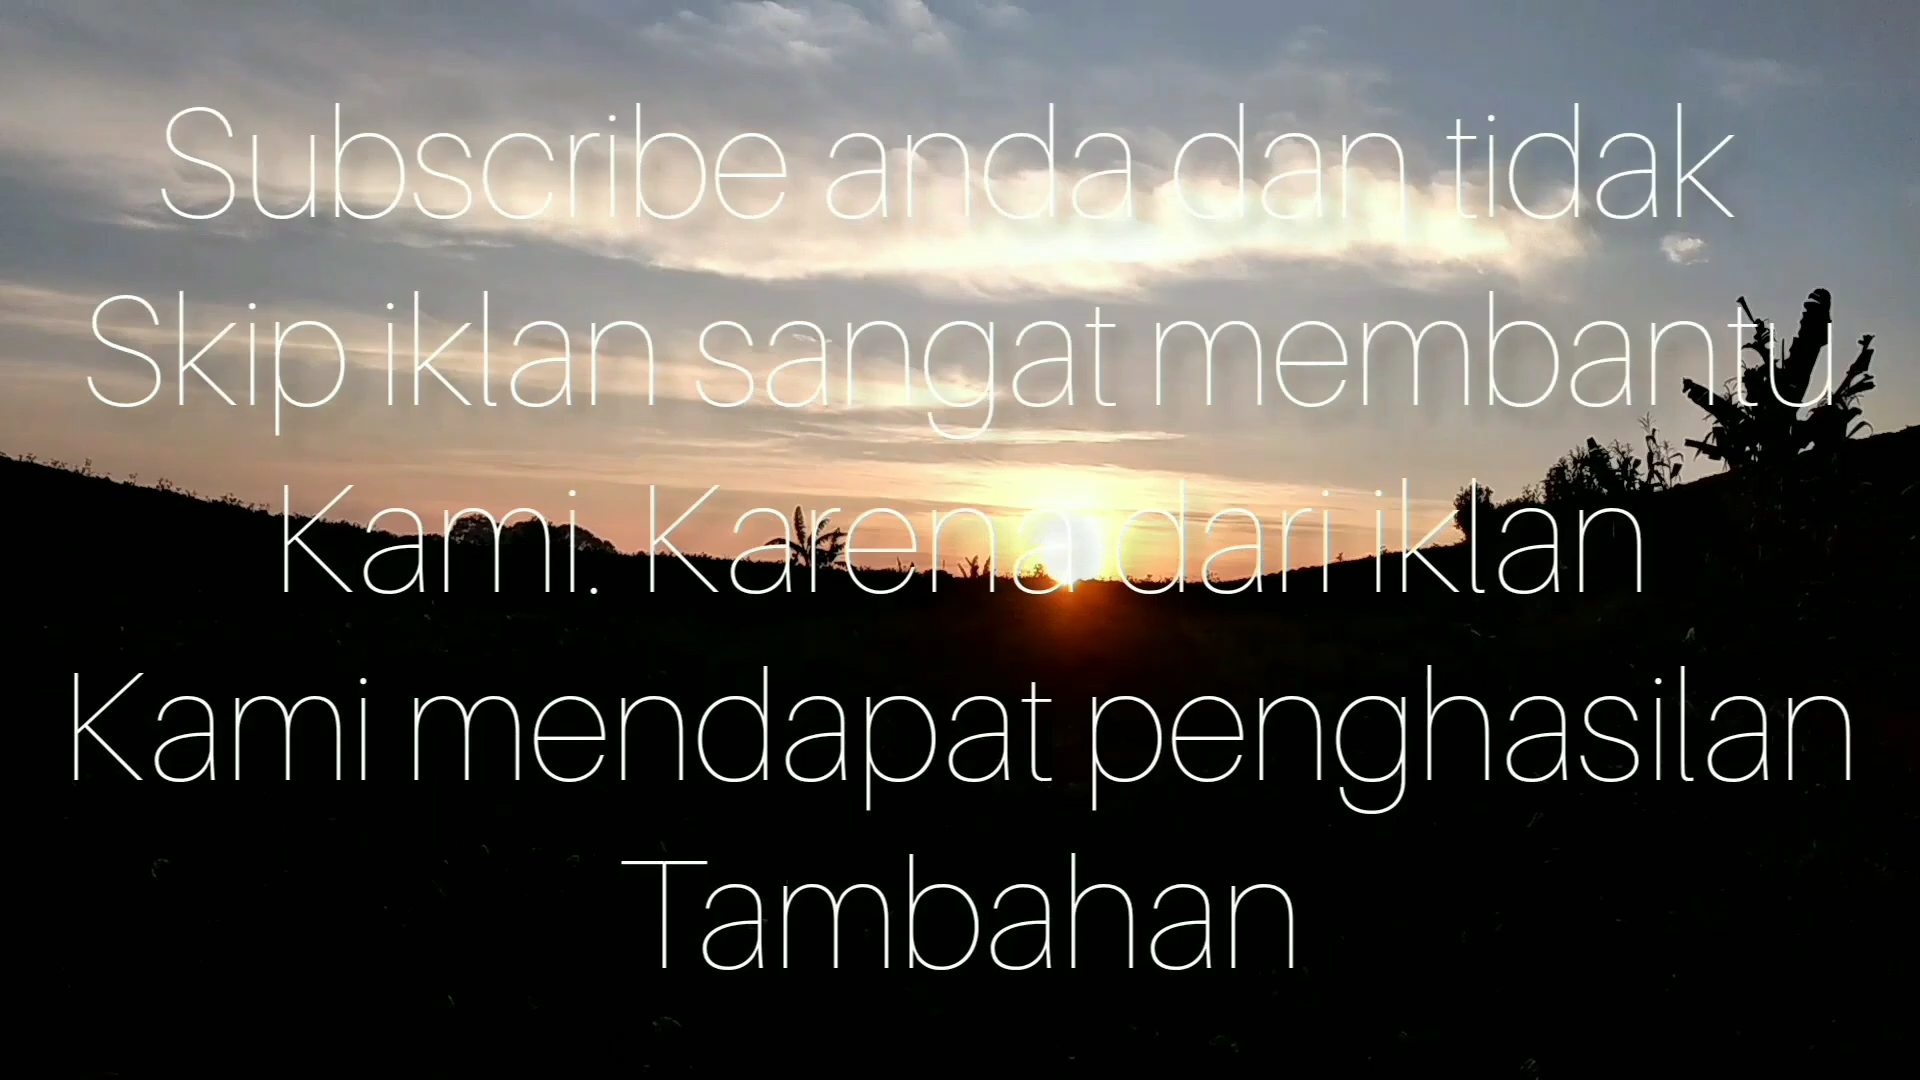 Subscribe anda dan tidak
Skip iklan sangat membantu
Kami. Karena dari iklan
Kami mendapat penghasilan
Tambahan